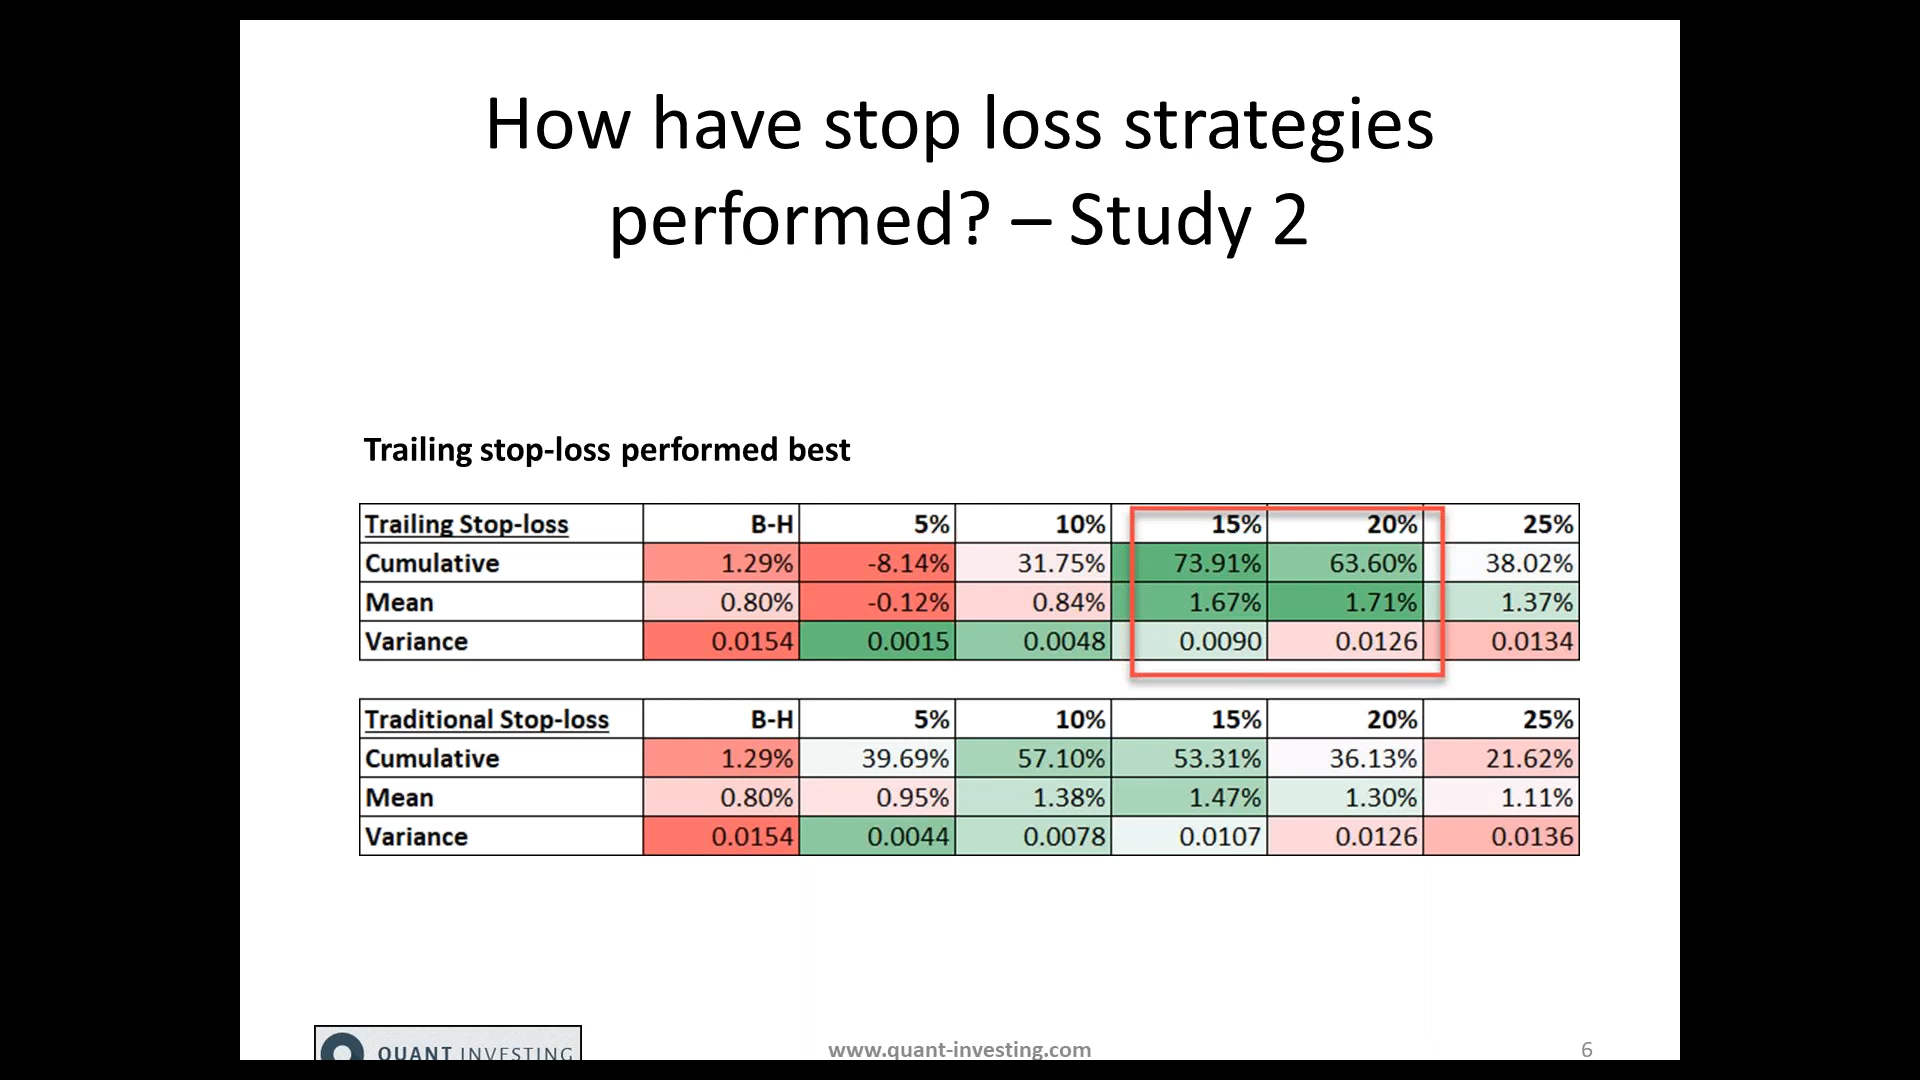 How have stop loss strategies
performed? – Study 2
Trailing stop-loss performed best
Trailing Stop-loss B-H 5% 10% 15% 20% 25%
Cumulative 1.29% -8.14% 31.75% 73.91% 63.60% 38.02%
Mean 0.80% -0.12% 0.84% 1.67% 1.71% 1.37%
Variance 0.0154 0.0015 0.0048 0.0090 0.0126 0.0134
Traditional Stop-loss B-H 5% 10% 15% 20% 25%
Cumulative 1.29% 39.69% 57.10% 53.31% 36.13% 21.62%
Mean 0.80% 0.95% 1.38% 1.47% 1.30% 1.11%
Variance 0.0154 0.0044 0.0078 0.0107 0.0126 0.0136
QUANT INVESTING www.quant-investing.com 6